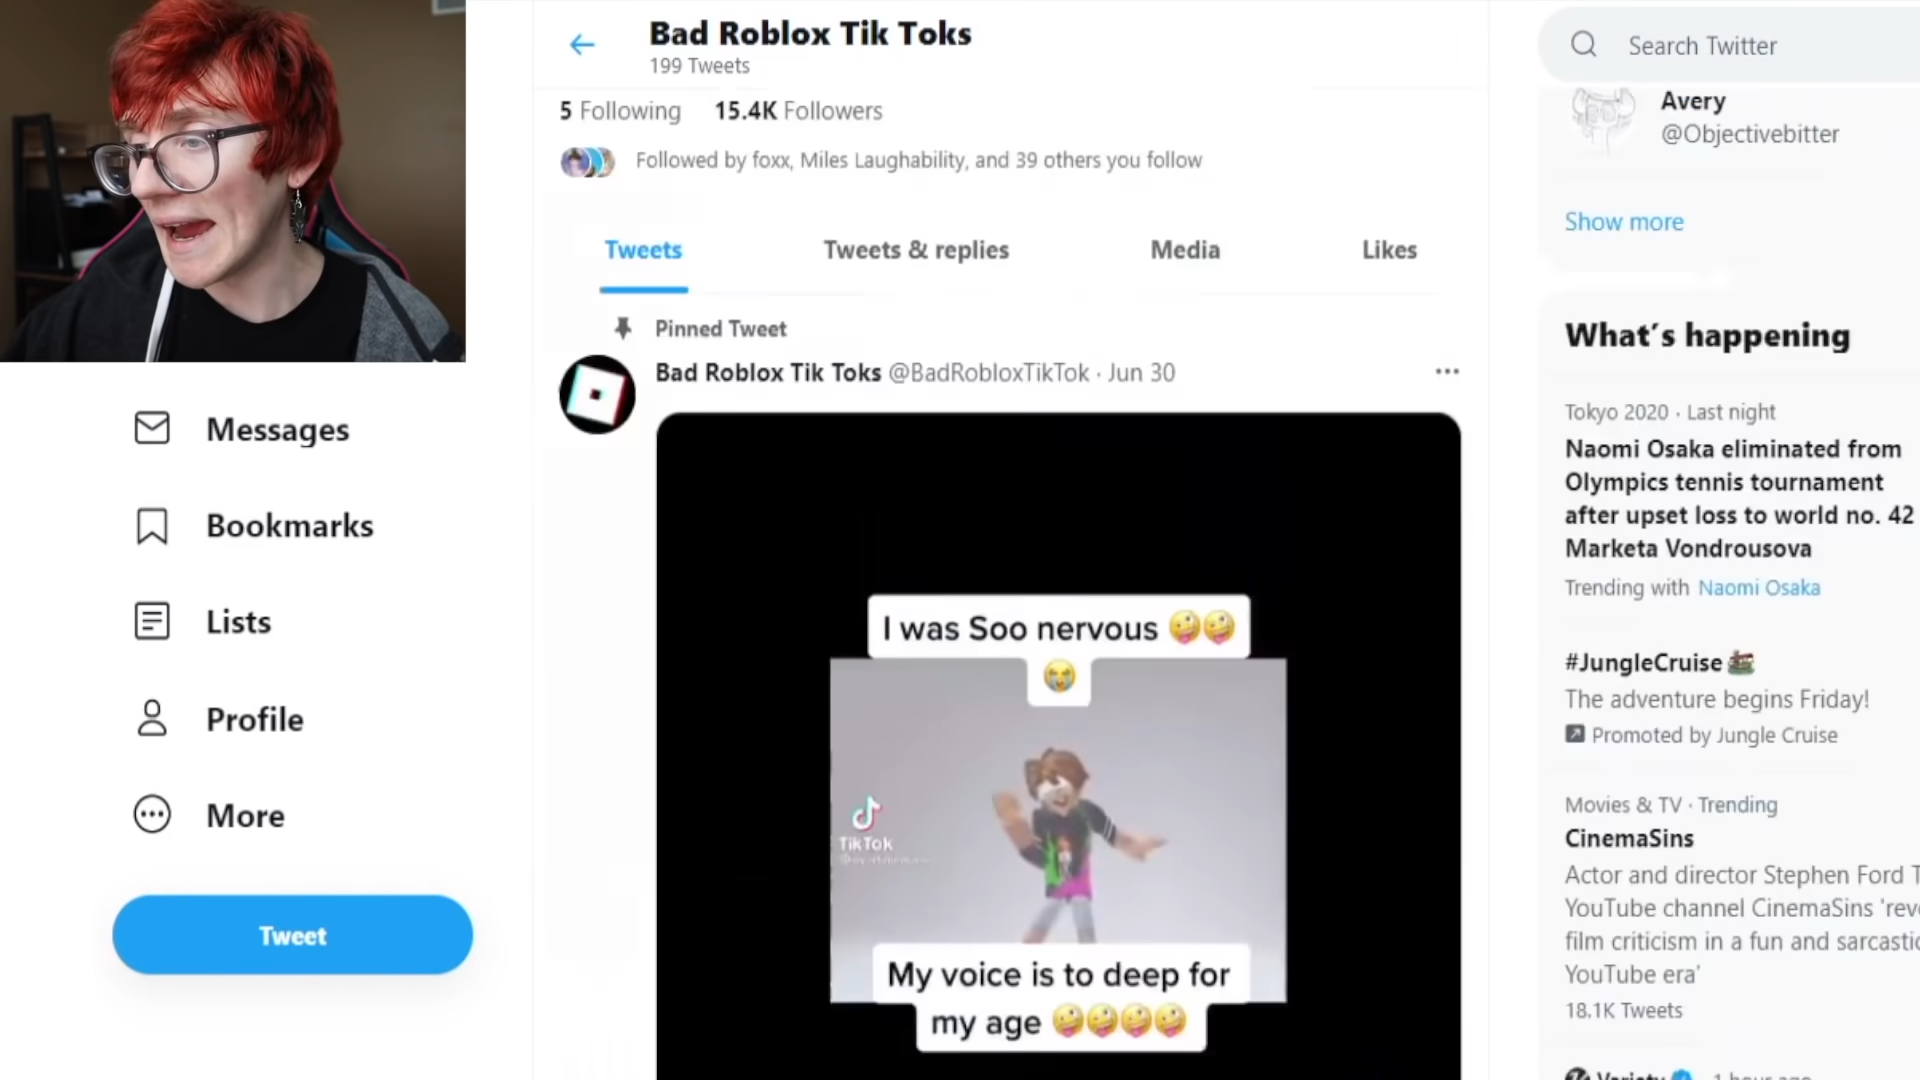 Bad Roblox Tik Toks
199 Tweets
5 Following 15.4K Followers
Followed by foxx, Miles Laughability, and 39 others you follow
Tweets Tweets & replies Media Likes
Pinned Tweet
Bad Roblox Tik Toks @BadRobloxTikTok · Jun 30
I was Soo nervous 🤪🤪
😭
TikTok
My voice is to deep for
my age 🤪🤪🤪🤪
Messages
Bookmarks
Lists
Profile
More
Tweet
Search Twitter
Avery
@Objectivebitter
Show more
What's happening
Tokyo 2020 · Last night
Naomi Osaka eliminated from
Olympics tennis tournament
after upset loss to world no. 42
Marketa Vondrousova
Trending with Naomi Osaka
#JungleCruise
The adventure begins Friday!
Promoted by Jungle Cruise
Movies & TV · Trending
CinemaSins
Actor and director Stephen Ford T
YouTube channel CinemaSins 'reve
film criticism in a fun and sarcastic
YouTube era'
18.1K Tweets
Variety 1 hour ago